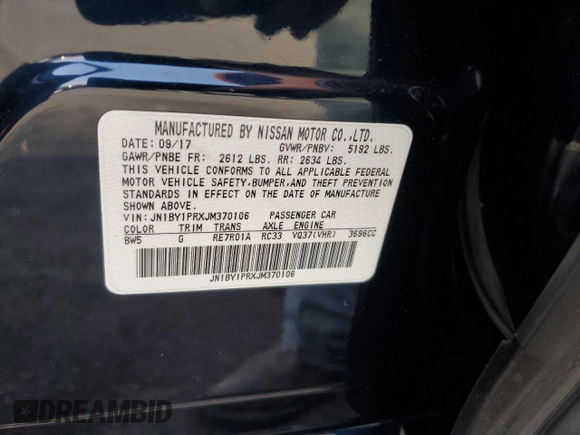 MANUFACTURED BY NISSAN MOTOR CO.,LTD.
DATE: 09/17 GVWR/PNBV: 5192 LBS.
GAWR/PNBE FR: 2612 LBS. RR: 2634 LBS.
THIS VEHICLE CONFORMS TO ALL APPLICABLE FEDERAL
MOTOR VEHICLE SAFETY,BUMPER,AND THEFT PREVENTION
STANDARDS IN EFFECT ON THE DATE OF MANUFACTURE
SHOWN ABOVE.
VIN: JN1BY1PRXJM370106 PASSENGER CAR
COLOR TRIM TRANS AXLE ENGINE
BW5 G RE7R01A RC33 VQ37(VHR) 3696CC
JN1BY1PRXJM370106
DREAMBID